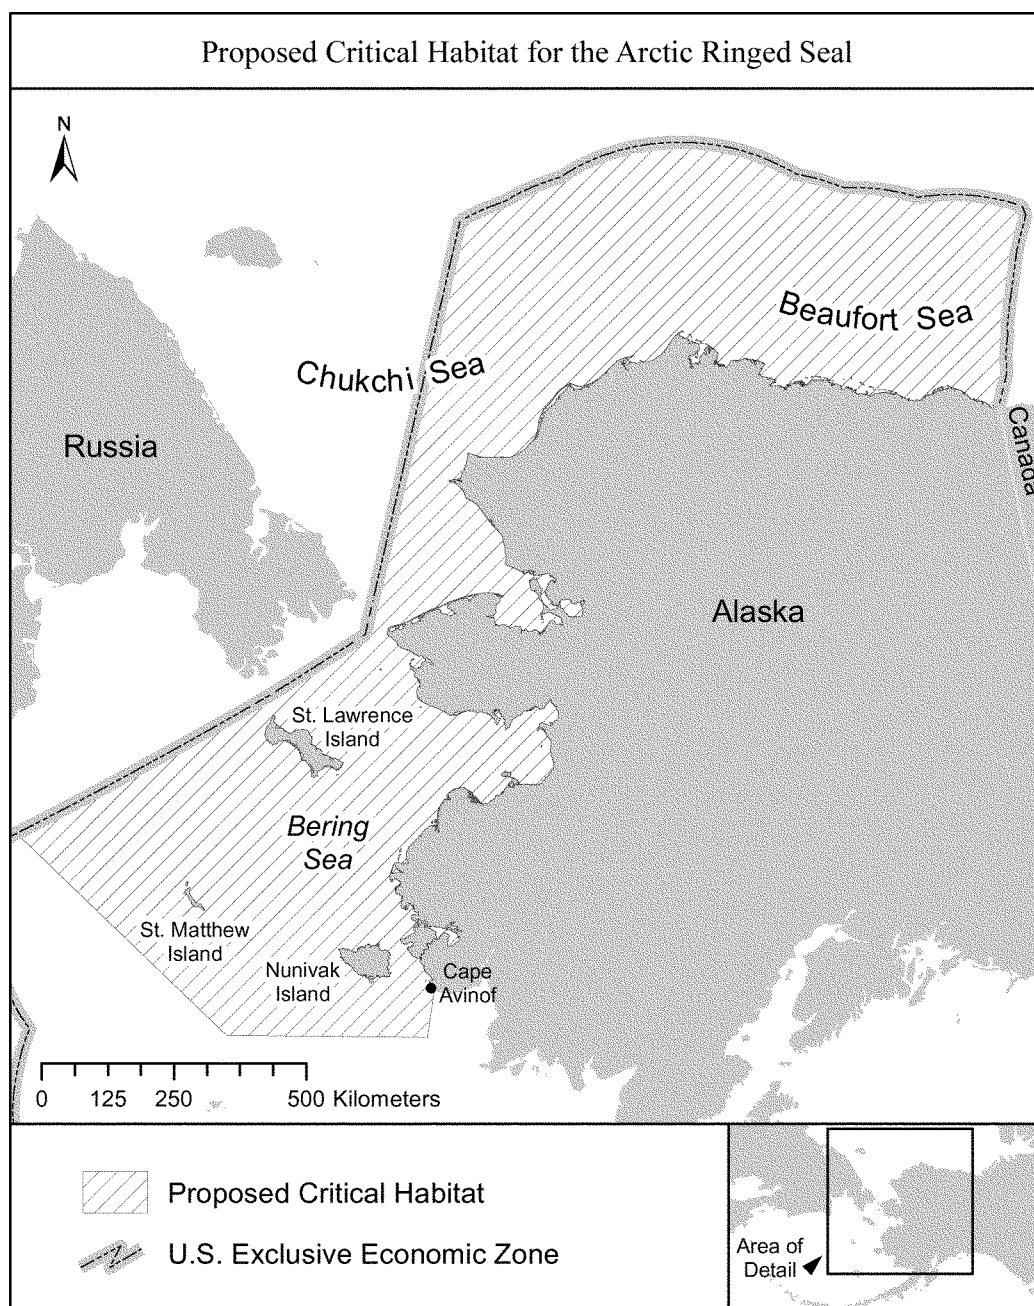 Proposed Critical Habitat for the Arctic Ringed Seal
N
Beaufort Sea
Chukchi Sea
Russia
Canada
Alaska
St. Lawrence
Island
Bering
Sea
St. Matthew
Island
Nunivak
Island
Cape
Avinof
0 125 250 500 Kilometers
Proposed Critical Habitat
U.S. Exclusive Economic Zone
Area of
Detail